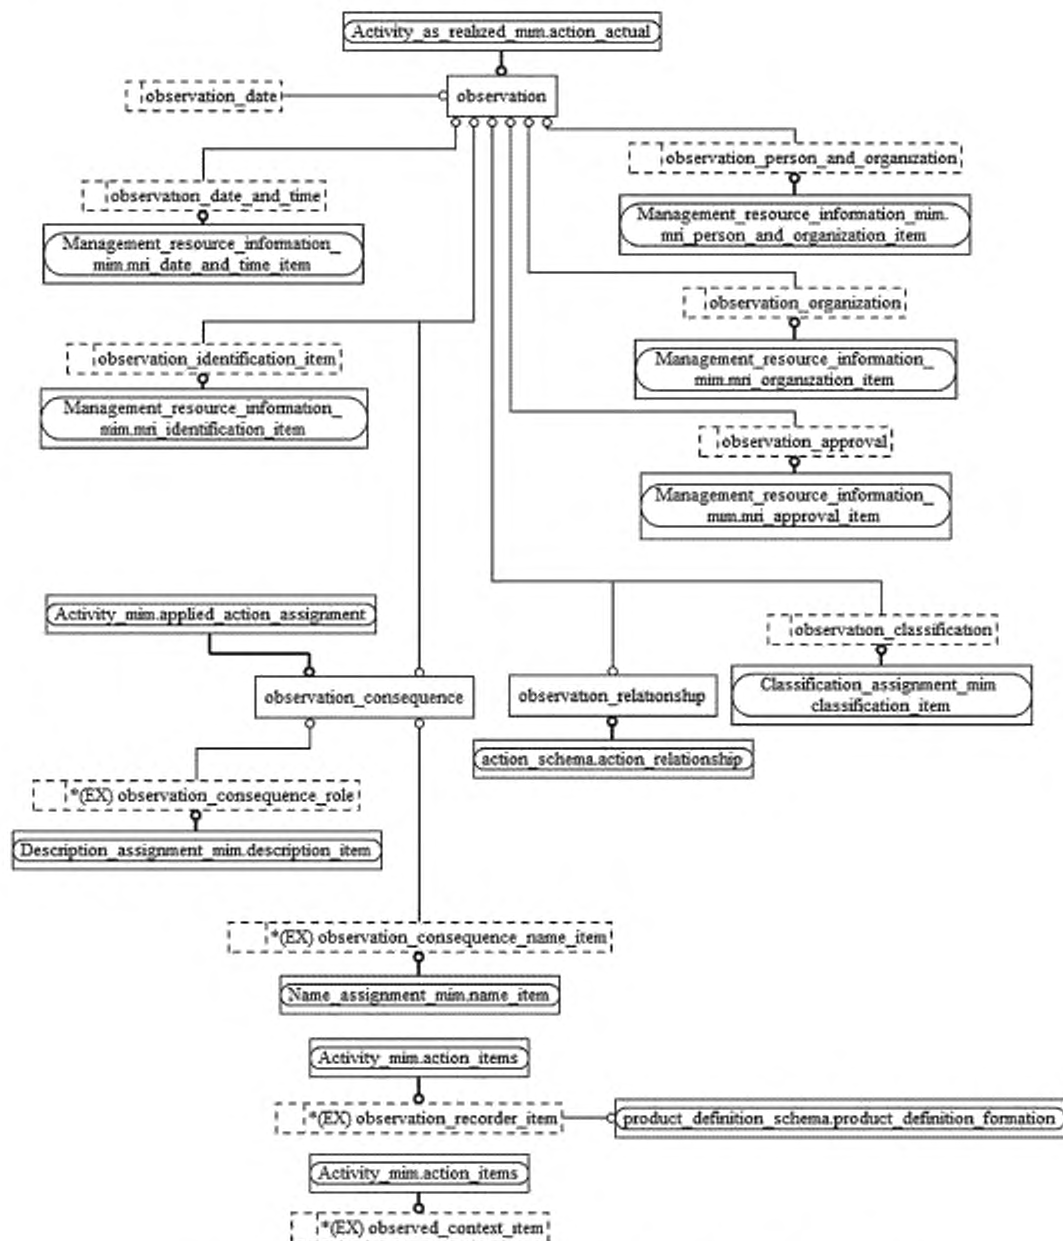 Activity_as_realized_mim.action_actual
observation_date
observation
observation_person_and_organization
observation_date_and_time
Management_resource_information_mim.
mri_person_and_organization_item
Management_resource_information_
mim.mri_date_and_time_item
observation_organization
observation_identification_item
Management_resource_information_
mim.mri_organization_item
Management_resource_information_
mim.mri_identification_item
observation_approval
Management_resource_information_
mim.mri_approval_item
Activity_mim.applied_action_assignment
observation_classification
observation_consequence
observation_relationship
Classification_assignment_mim
classification_item
action_schema.action_relationship
*(EX) observation_consequence_role
Description_assignment_mim.description_item
*(EX) observation_consequence_name_item
Name_assignment_mim.name_item
Activity_mim.action_items
*(EX) observation_recorder_item
product_definition_schema.product_definition_formation
Activity_mim.action_items
*(EX) observed_context_item